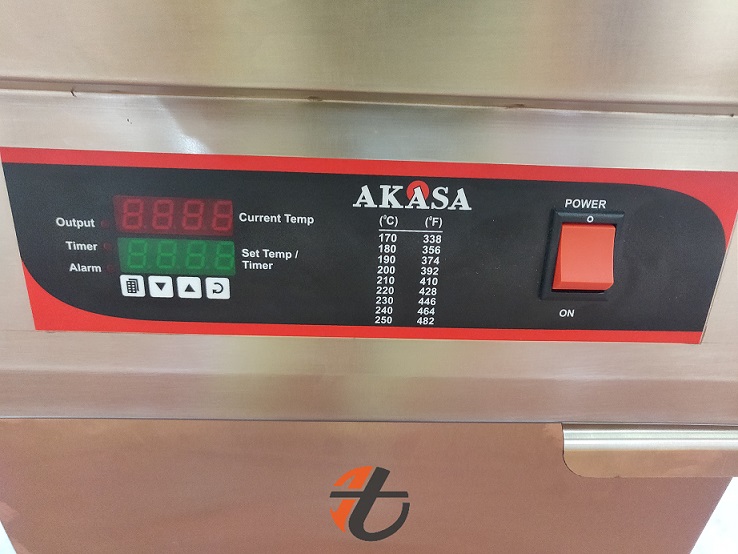 Output
Timer
Alarm
8888
8888
Current Temp
Set Temp /
Timer
AKASA
(°C) (°F)
170 338
180 356
190 374
200 392
210 410
220 428
230 446
240 464
250 482
POWER
O
ON
t